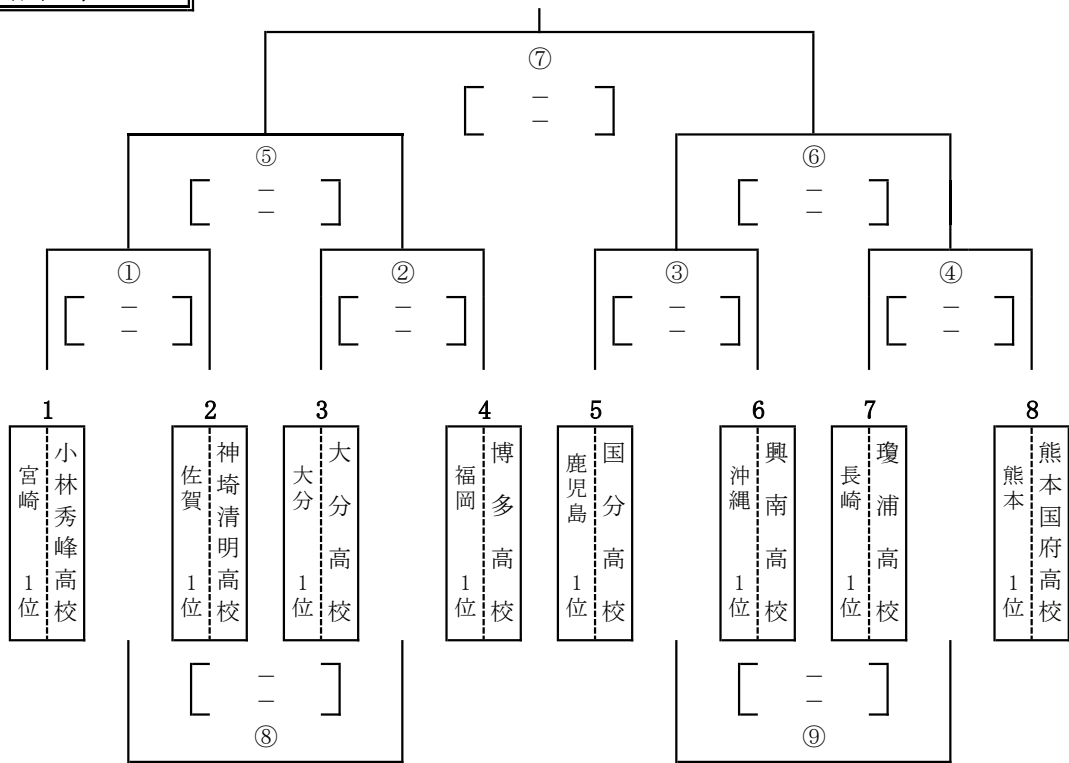 ⑦
－
－
⑤
－
－
⑥
－
－
①
－
－
②
－
－
③
－
－
④
－
－
1
2
3
4
5
6
7
8
小林秀峰高校
宮崎 1位
神埼清明高校
佐賀 1位
大分高校
大分 1位
博多高校
福岡 1位
国分高校
鹿児島 1位
興南高校
沖縄 1位
瓊浦高校
長崎 1位
熊本国府高校
熊本 1位
－
－
⑧
－
－
⑨